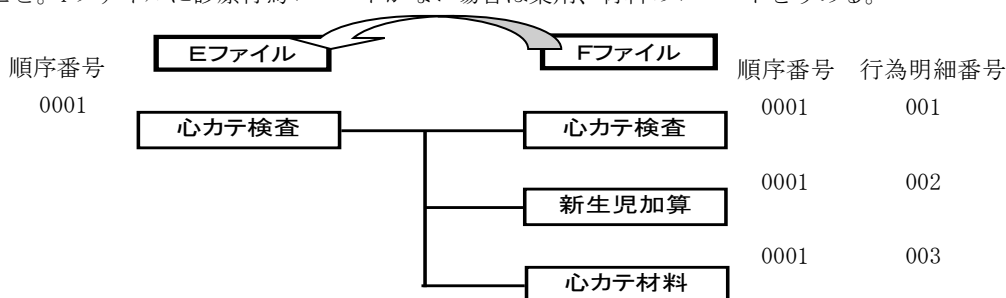 Eファイル Fファイル
順序番号 順序番号 行為明細番号
0001 心カテ検査 心カテ検査 0001 001
新生児加算 0001 002
心カテ材料 0001 003